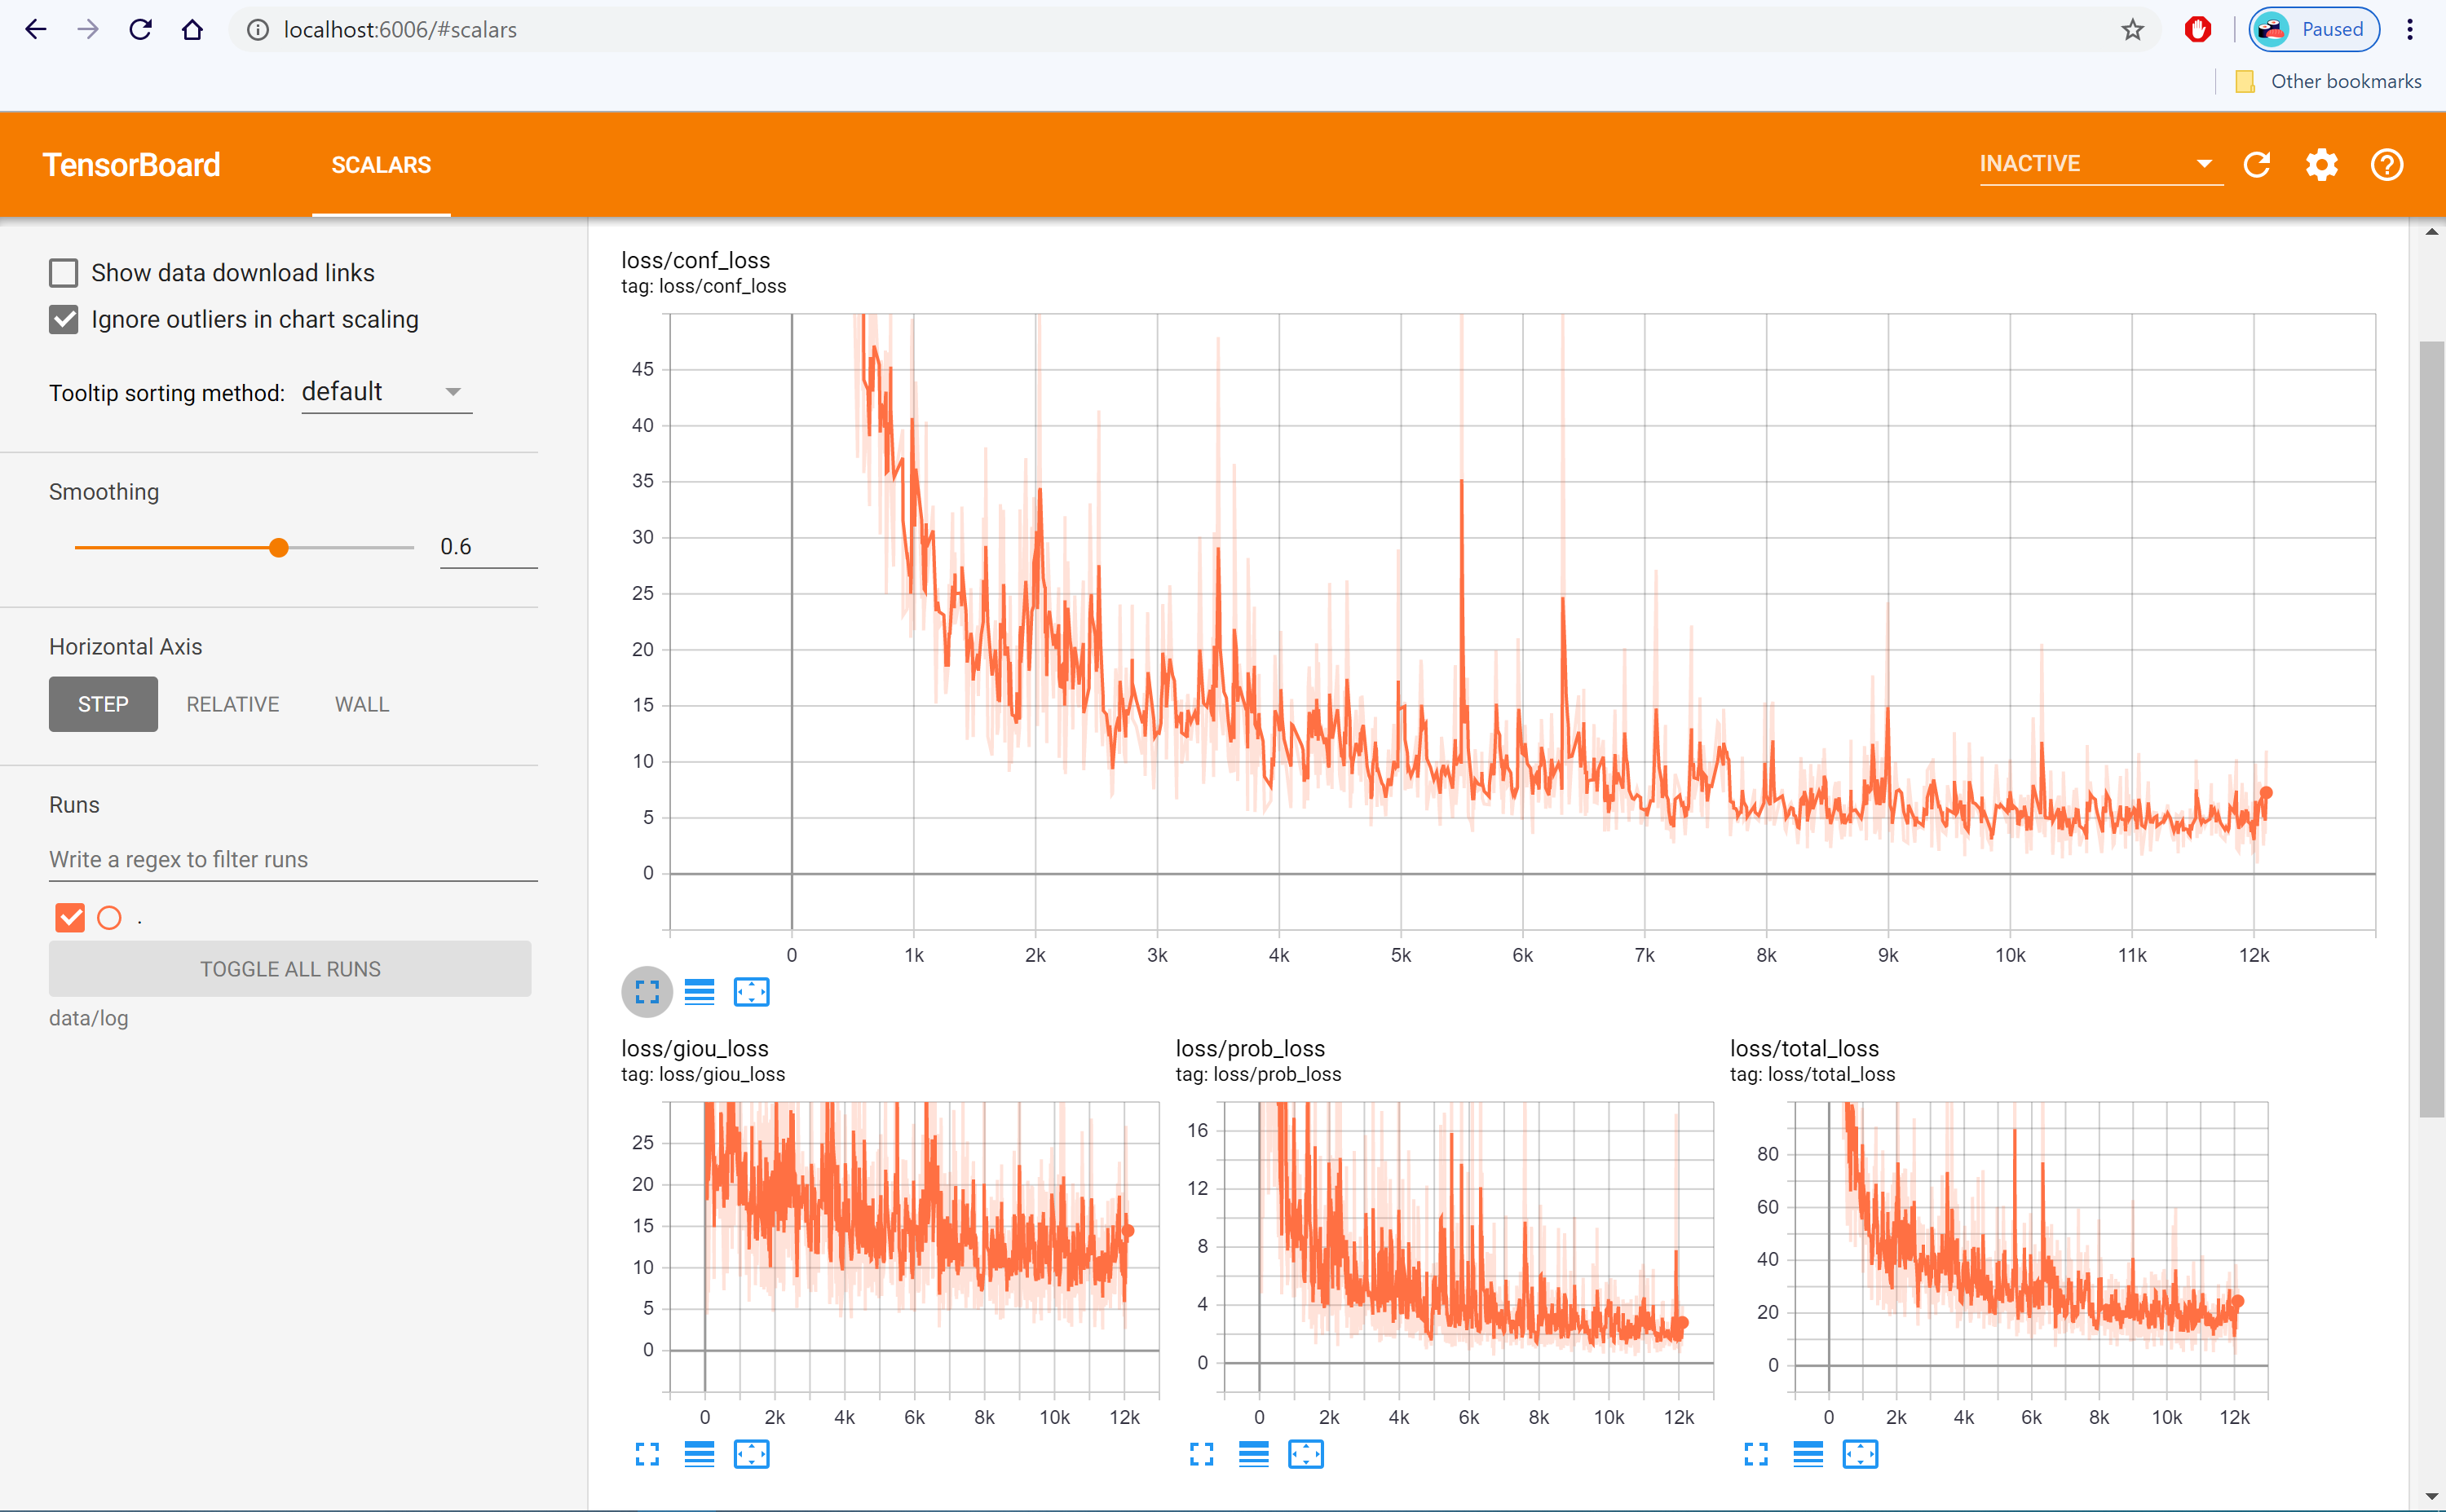 localhost:6006/#scalars
Paused
Other bookmarks
TensorBoard
SCALARS
INACTIVE
Show data download links
Ignore outliers in chart scaling
Tooltip sorting method: default
Smoothing
0.6
Horizontal Axis
STEP RELATIVE WALL
Runs
Write a regex to filter runs
.
TOGGLE ALL RUNS
data/log
loss/conf_loss
tag: loss/conf_loss
45
40
35
30
25
20
15
10
5
0
0 1k 2k 3k 4k 5k 6k 7k 8k 9k 10k 11k 12k
loss/giou_loss
tag: loss/giou_loss
25
20
15
10
5
0
0 2k 4k 6k 8k 10k 12k
loss/prob_loss
tag: loss/prob_loss
16
12
8
4
0
0 2k 4k 6k 8k 10k 12k
loss/total_loss
tag: loss/total_loss
80
60
40
20
0
0 2k 4k 6k 8k 10k 12k